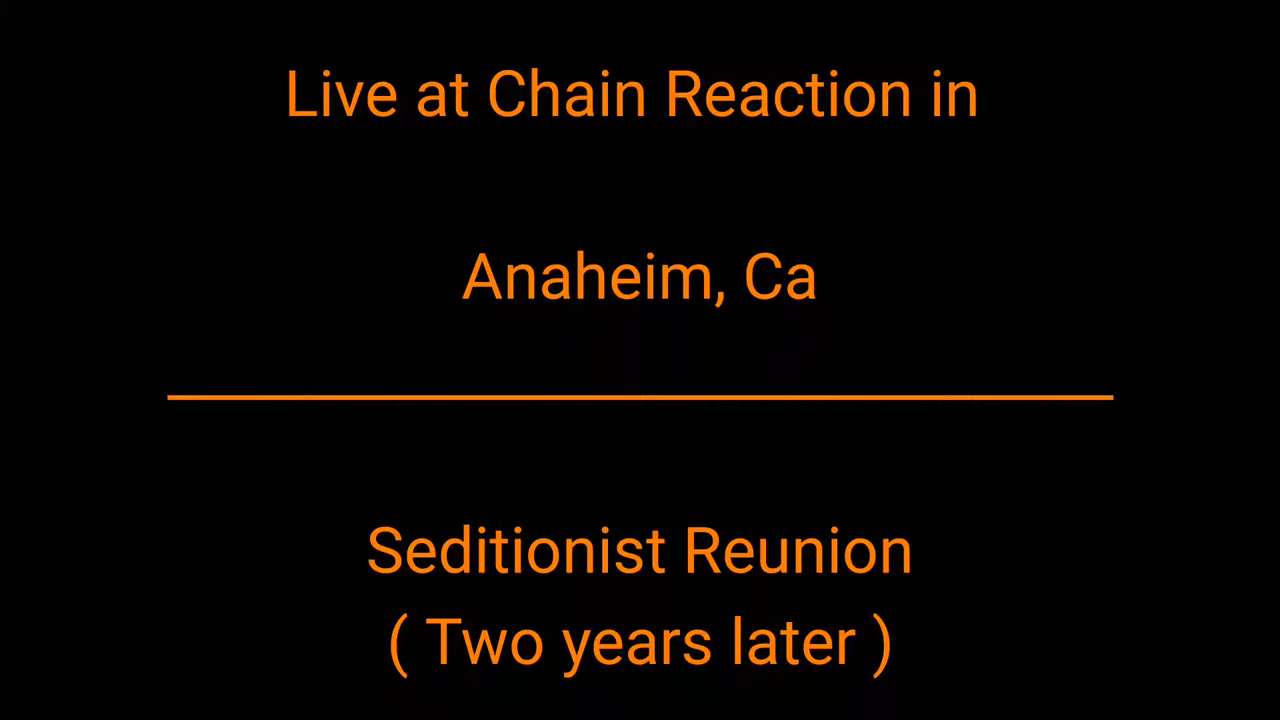 Live at Chain Reaction in
Anaheim, Ca
Seditionist Reunion
( Two years later )